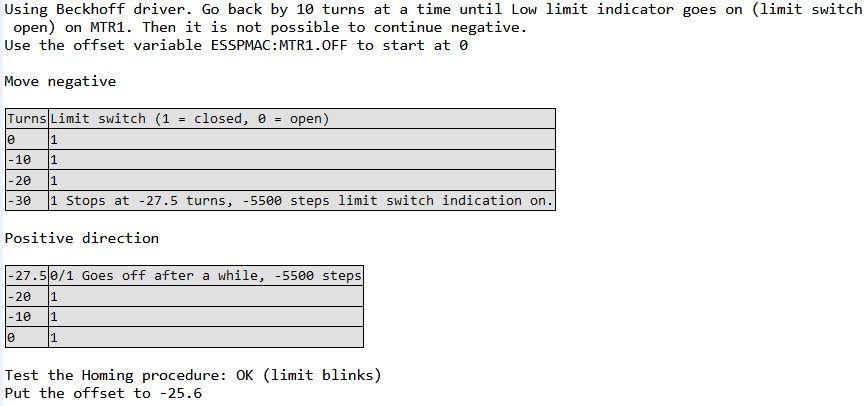 Using Beckhoff driver. Go back by 10 turns at a time until Low limit indicator goes on (limit switch
open) on MTR1. Then it is not possible to continue negative.
Use the offset variable ESSPMAC:MTR1.OFF to start at 0
Move negative
Turns Limit switch (1 = closed, 0 = open)
0 1
-10 1
-20 1
-30 1 Stops at -27.5 turns, -5500 steps limit switch indication on.
Positive direction
-27.5 0/1 Goes off after a while, -5500 steps
-20 1
-10 1
0 1
Test the Homing procedure: OK (limit blinks)
Put the offset to -25.6